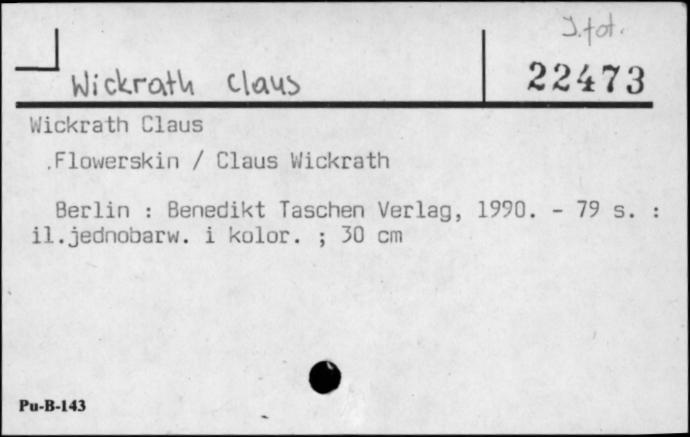 J.fot.
Wickrath Claus
22473
Wickrath Claus
.Flowerskin / Claus Wickrath
Berlin : Benedikt Taschen Verlag, 1990. - 79 s. :
il.jednobarw. i kolor. ; 30 cm
Pu-B-143